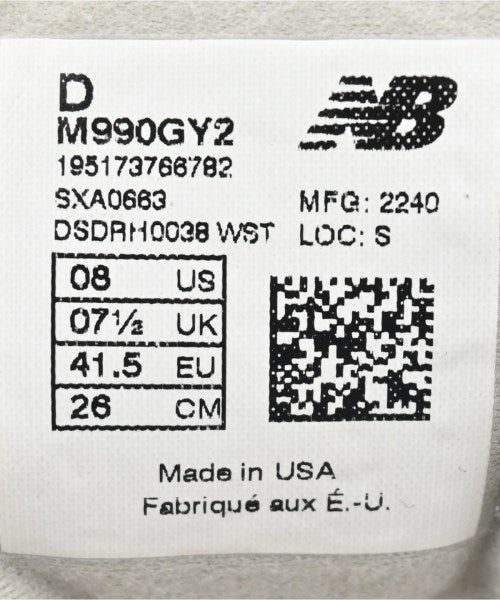 D
M990GY2
195173766782
SXA0663
DSDRH0038 WST
MFG: 2240
LOC: S
NB
08 US
07½ UK
41.5 EU
26 CM
Made in USA
Fabriqué aux É.-U.